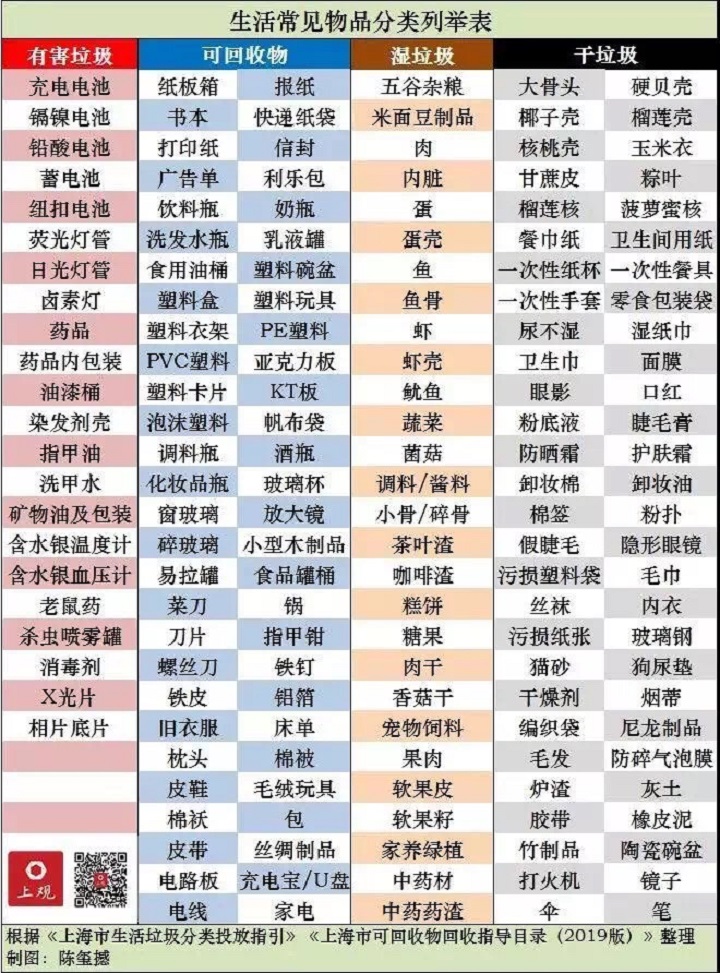 生活常见物品分类列举表
有害垃圾 可回收物 湿垃圾 干垃圾
充电电池 纸板箱 报纸 五谷杂粮 大骨头 硬贝壳
镉镍电池 书本 快递纸袋 米面豆制品 椰子壳 榴莲壳
铅酸电池 打印纸 信封 肉 核桃壳 玉米衣
蓄电池 广告单 利乐包 内脏 甘蔗皮 粽叶
纽扣电池 饮料瓶 奶瓶 蛋 榴莲核 菠萝蜜核
荧光灯管 洗发水瓶 乳液罐 蛋壳 餐巾纸 卫生间用纸
日光灯管 食用油桶 塑料碗盆 鱼 一次性纸杯 一次性餐具
卤素灯 塑料盒 塑料玩具 鱼骨 一次性手套 零食包装袋
药品 塑料衣架 PE塑料 虾 尿不湿 湿纸巾
药品内包装 PVC塑料 亚克力板 虾壳 卫生巾 面膜
油漆桶 塑料卡片 KT板 鱿鱼 眼影 口红
染发剂壳 泡沫塑料 帆布袋 蔬菜 粉底液 睫毛膏
指甲油 调料瓶 酒瓶 菌菇 防晒霜 护肤霜
洗甲水 化妆品瓶 玻璃杯 调料/酱料 卸妆棉 卸妆油
矿物油及包装 窗玻璃 放大镜 小骨/碎骨 棉签 粉扑
含水银温度计 碎玻璃 小型木制品 茶叶渣 假睫毛 隐形眼镜
含水银血压计 易拉罐 食品罐桶 咖啡渣 污损塑料袋 毛巾
老鼠药 菜刀 锅 糕饼 丝袜 内衣
杀虫喷雾罐 刀片 指甲钳 糖果 污损纸张 玻璃钢
消毒剂 螺丝刀 铁钉 肉干 猫砂 狗尿垫
X光片 铁皮 铝箔 香菇干 干燥剂 烟蒂
相片底片 旧衣服 床单 宠物饲料 编织袋 尼龙制品
枕头 棉被 果肉 毛发 防碎气泡膜
皮鞋 毛绒玩具 软果皮 炉渣 灰土
棉袄 包 软果籽 胶带 橡皮泥
皮带 丝绸制品 家养绿植 竹制品 陶瓷碗盆
电路板 充电宝/U盘 中药材 打火机 镜子
电线 家电 中药药渣 伞 笔
上观
根据《上海市生活垃圾分类投放指引》《上海市可回收物回收指导目录（2019版）》整理
制图：陈玺撼